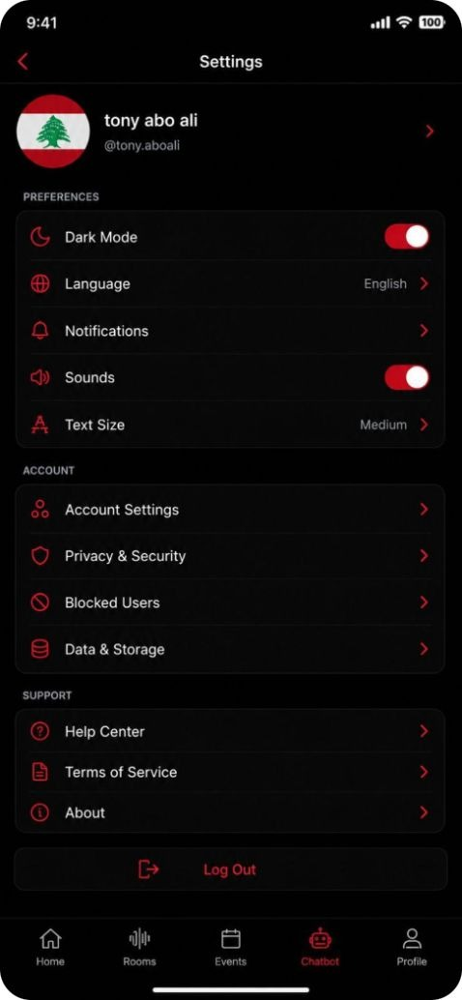 9:41
100
Settings
tony abo ali
@tony.aboali
PREFERENCES
Dark Mode
Language English
Notifications
Sounds
Text Size Medium
ACCOUNT
Account Settings
Privacy & Security
Blocked Users
Data & Storage
SUPPORT
Help Center
Terms of Service
About
Log Out
Home Rooms Events Chatbot Profile